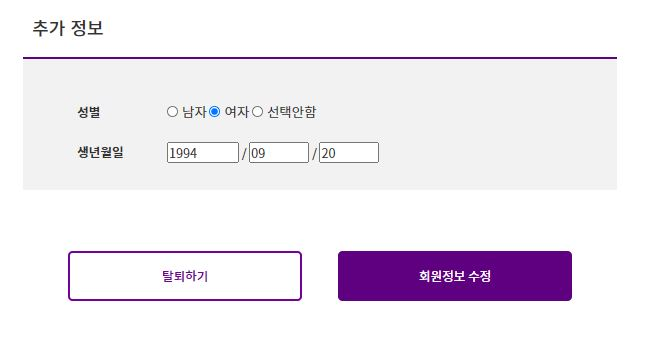 추가 정보
성별 남자 여자 선택안함
생년월일 1994 / 09 / 20
탈퇴하기 회원정보 수정